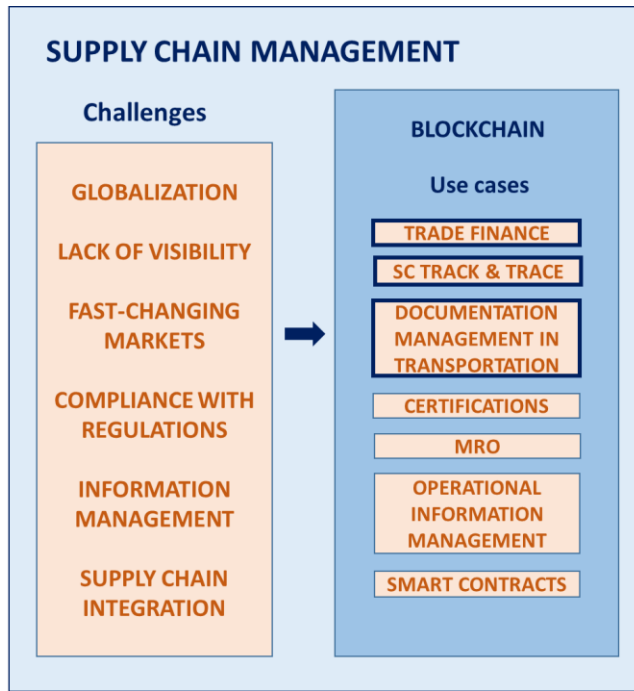 SUPPLY CHAIN MANAGEMENT
Challenges
GLOBALIZATION
LACK OF VISIBILITY
FAST-CHANGING
MARKETS
COMPLIANCE WITH
REGULATIONS
INFORMATION
MANAGEMENT
SUPPLY CHAIN
INTEGRATION
BLOCKCHAIN
Use cases
TRADE FINANCE
SC TRACK & TRACE
DOCUMENTATION
MANAGEMENT IN
TRANSPORTATION
CERTIFICATIONS
MRO
OPERATIONAL
INFORMATION
MANAGEMENT
SMART CONTRACTS